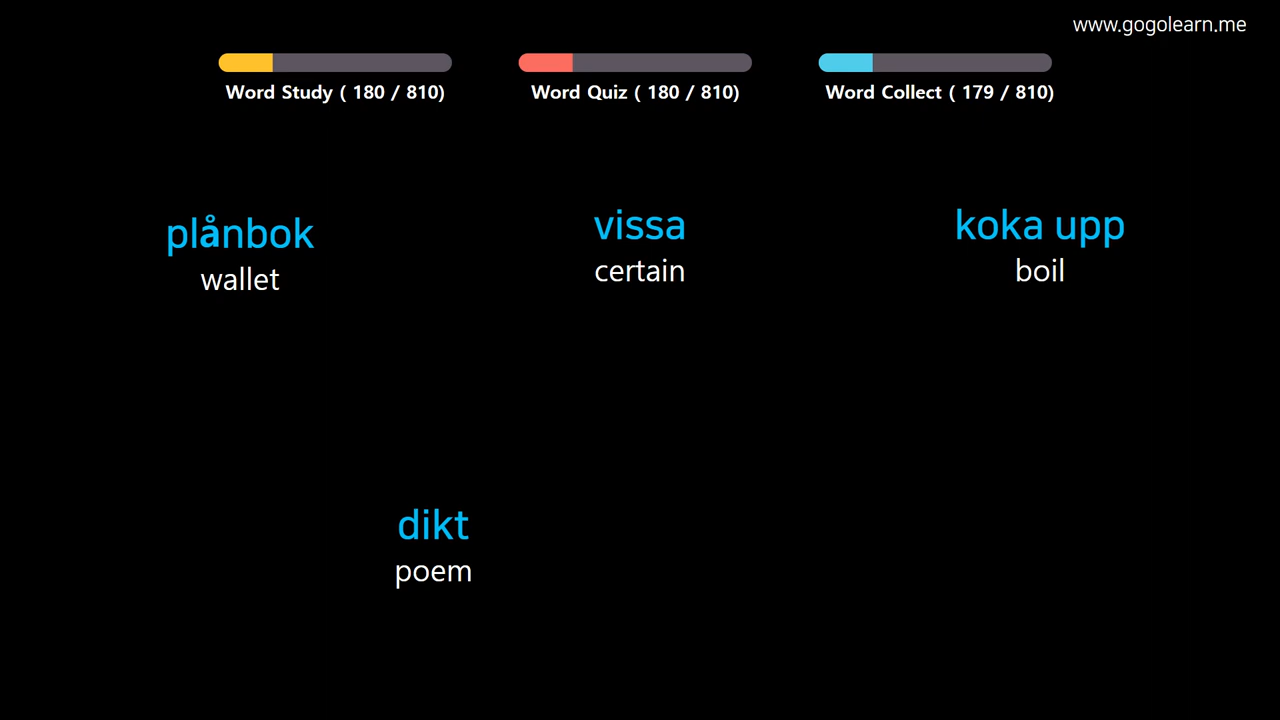 www.gogolearn.me
Word Study ( 180 / 810)
Word Quiz ( 180 / 810)
Word Collect ( 179 / 810)
plånbok
wallet
vissa
certain
koka upp
boil
dikt
poem